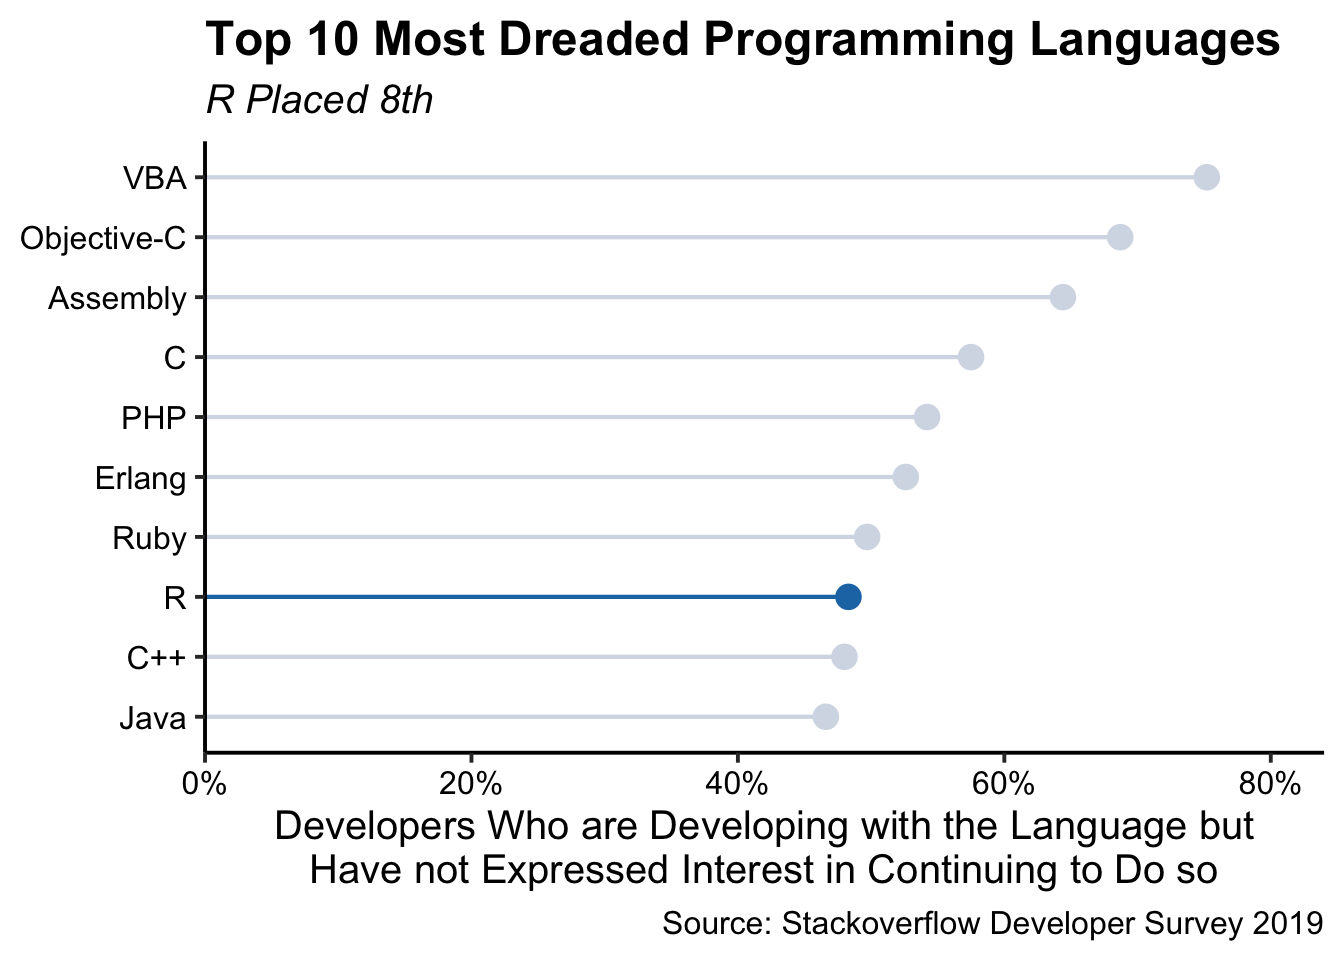 Top 10 Most Dreaded Programming Languages
R Placed 8th
VBA
Objective-C
Assembly
C
PHP
Erlang
Ruby
R
C++
Java
0% 20% 40% 60% 80%
Developers Who are Developing with the Language but
Have not Expressed Interest in Continuing to Do so
Source: Stackoverflow Developer Survey 2019